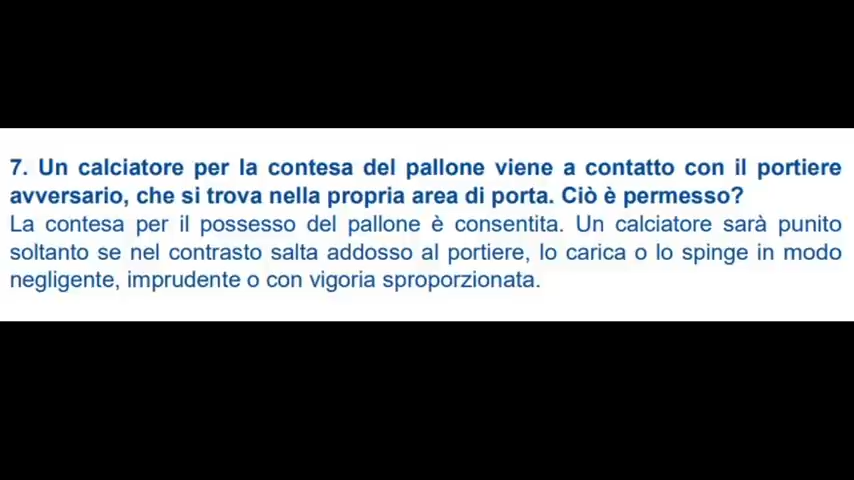 7. Un calciatore per la contesa del pallone viene a contatto con il portiere
avversario, che si trova nella propria area di porta. Ciò è permesso?
La contesa per il possesso del pallone è consentita. Un calciatore sarà punito
soltanto se nel contrasto salta addosso al portiere, lo carica o lo spinge in modo
negligente, imprudente o con vigoria sproporzionata.